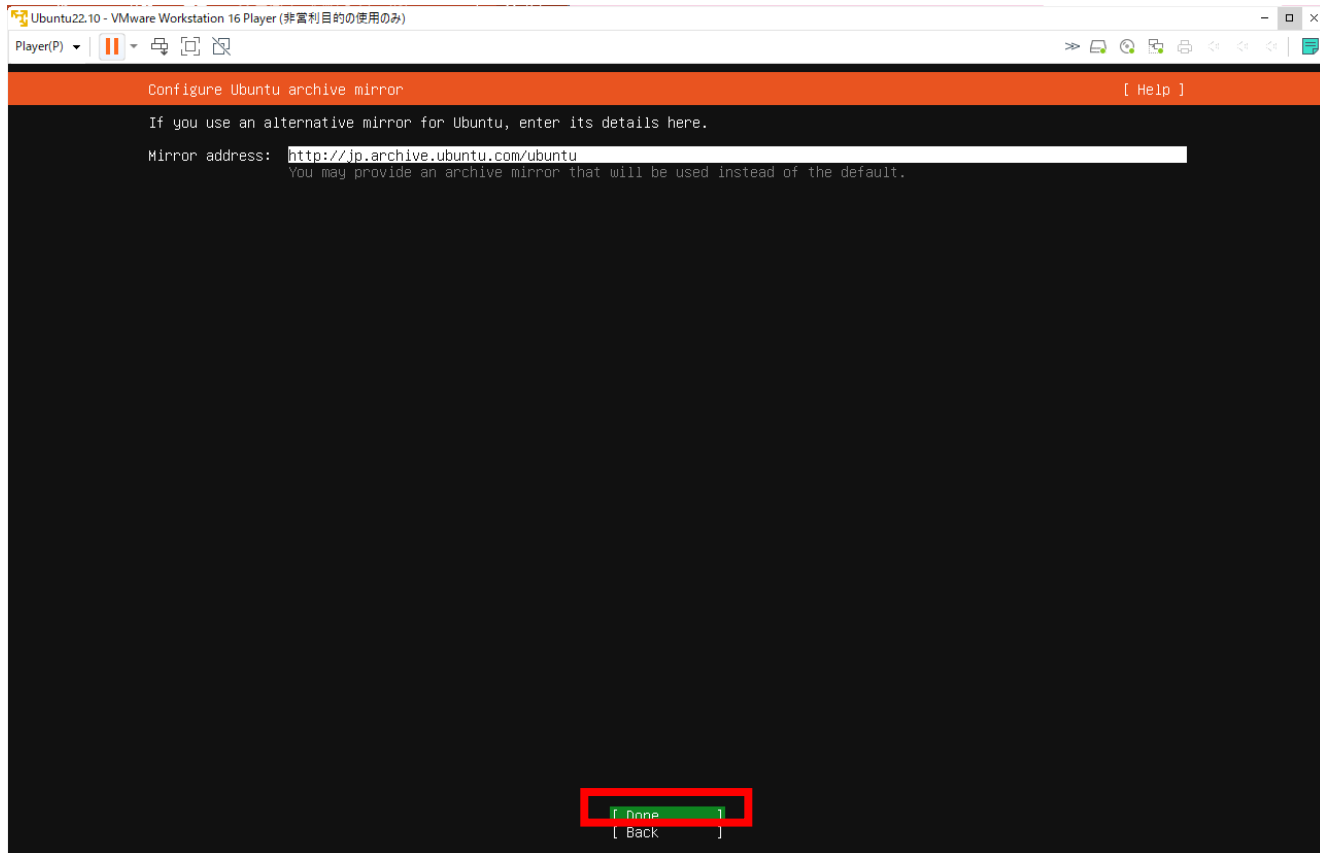 Ubuntu22.10 - VMware Workstation 16 Player (非営利目的の使用のみ)
Player(P)
Configure Ubuntu archive mirror [ Help ]
If you use an alternative mirror for Ubuntu, enter its details here.
Mirror address: http://jp.archive.ubuntu.com/ubuntu
You may provide an archive mirror that will be used instead of the default.
[ Done ]
[ Back ]